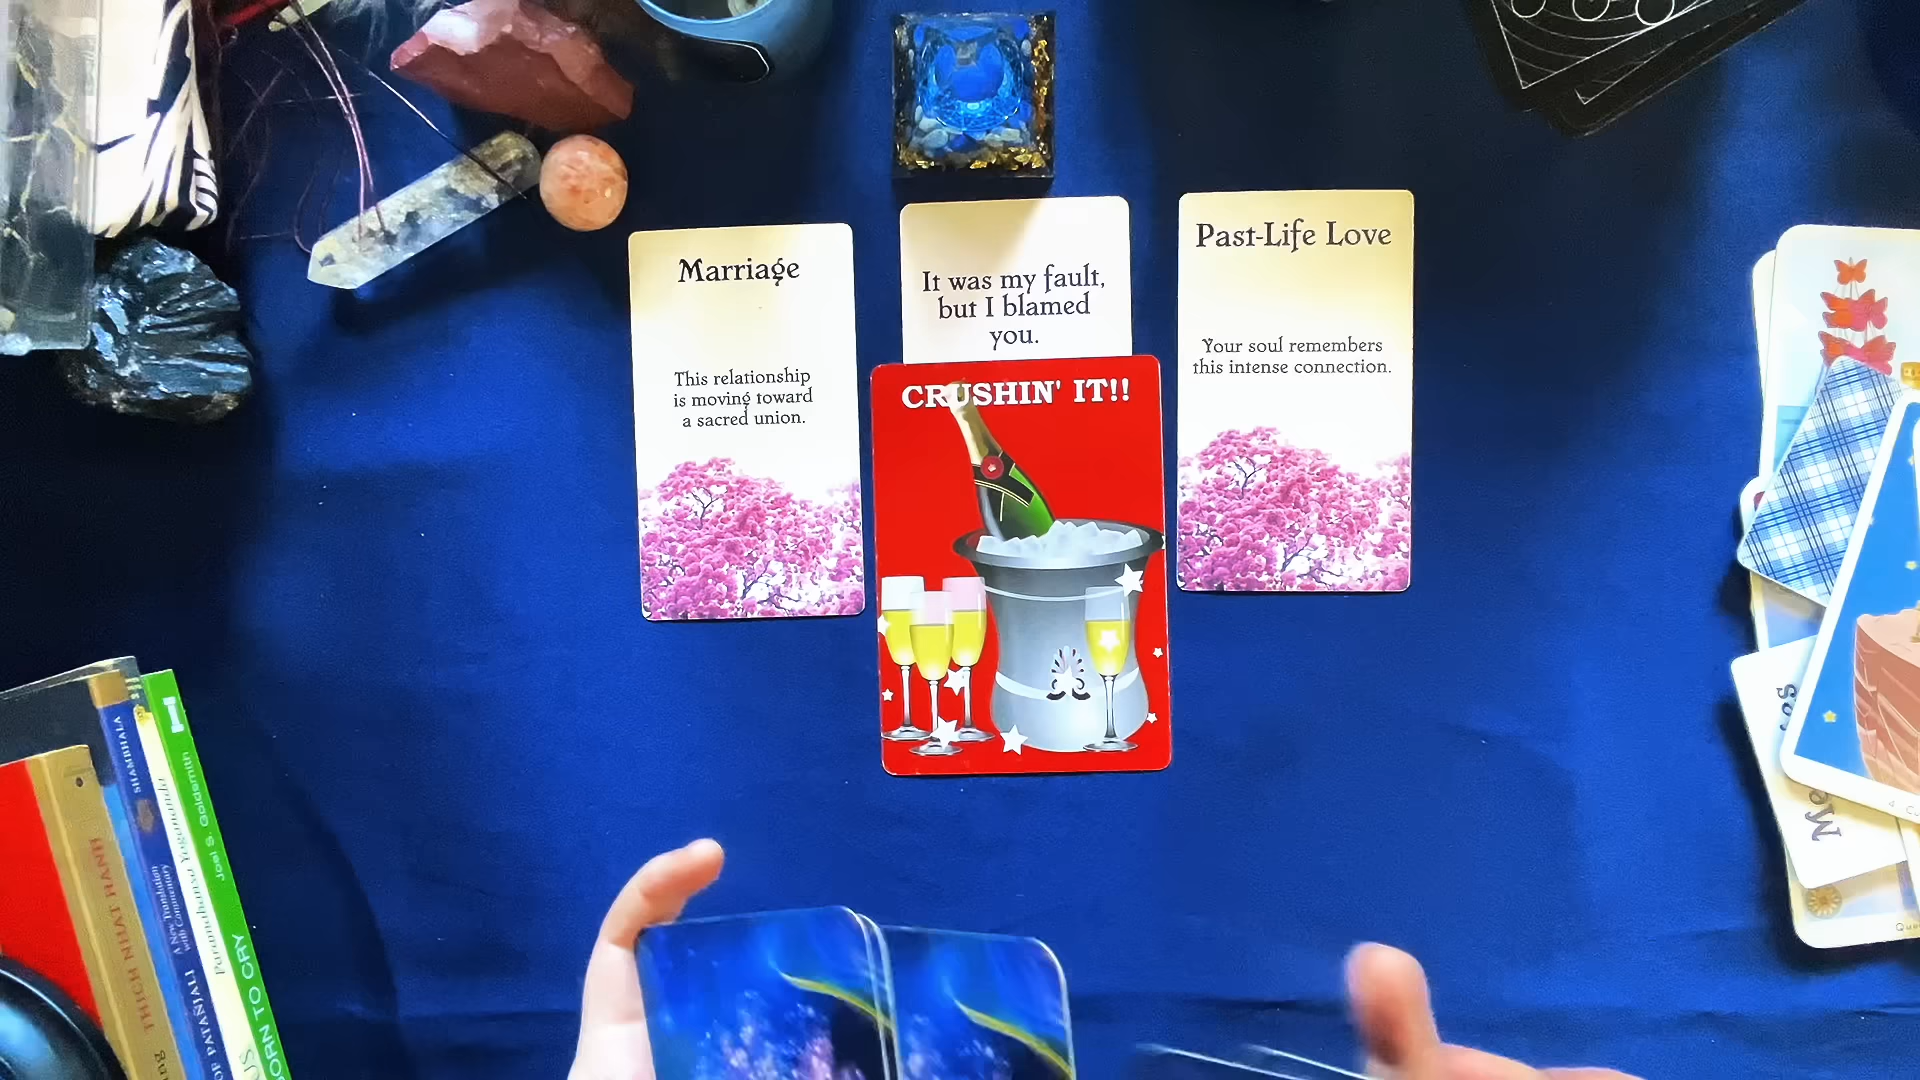 Marriage
This relationship
is moving toward
a sacred union.
It was my fault,
but I blamed
you.
CRUSHIN' IT!!
Past-Life Love
Your soul remembers
this intense connection.
THICH NHAT HANH
SHAMBHALA
A New Translation
with Commentary
OF PATANJALI
Paramahansa Yogananda
Joel S. Goldsmith
BORN TO CRY